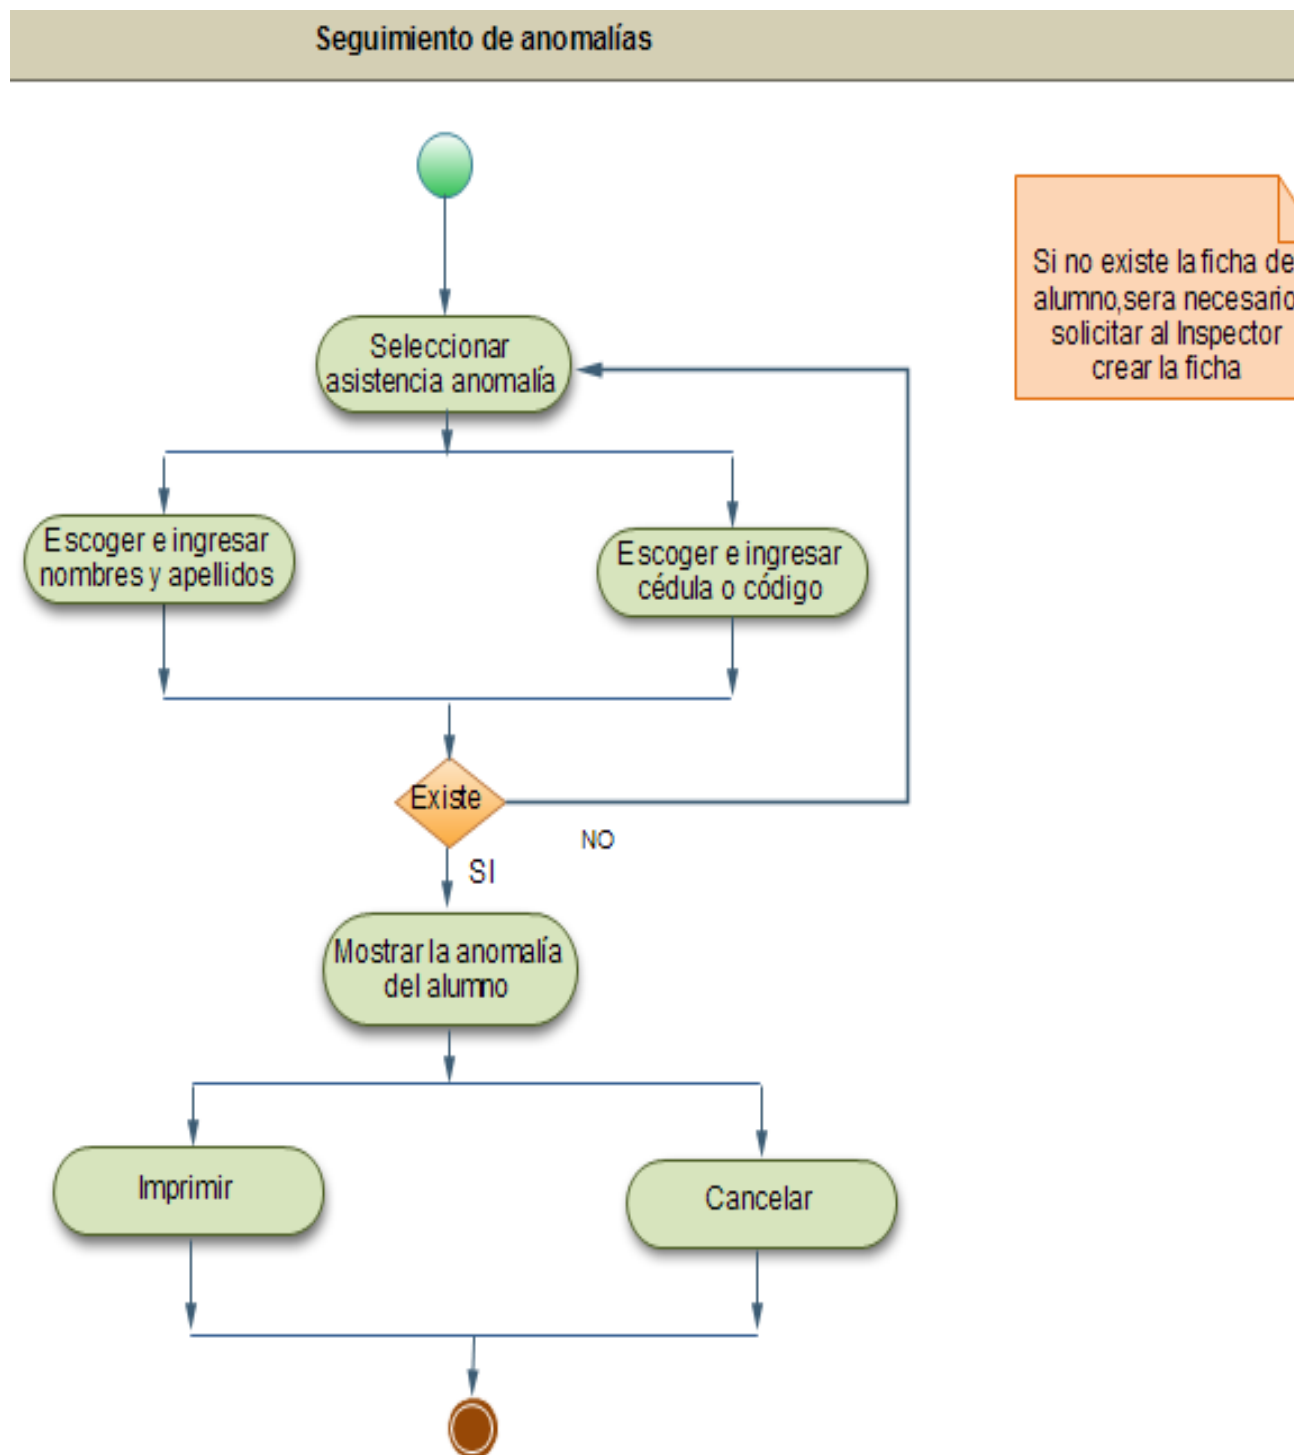 Seguimiento de anomalías
Si no existe la ficha de
alumno,sera necesario
solicitar al Inspector
crear la ficha
Seleccionar
asistencia anomalía
Escoger e ingresar
nombres y apellidos
Escoger e ingresar
cédula o código
Existe
NO
SI
Mostrar la anomalía
del alumno
Imprimir
Cancelar